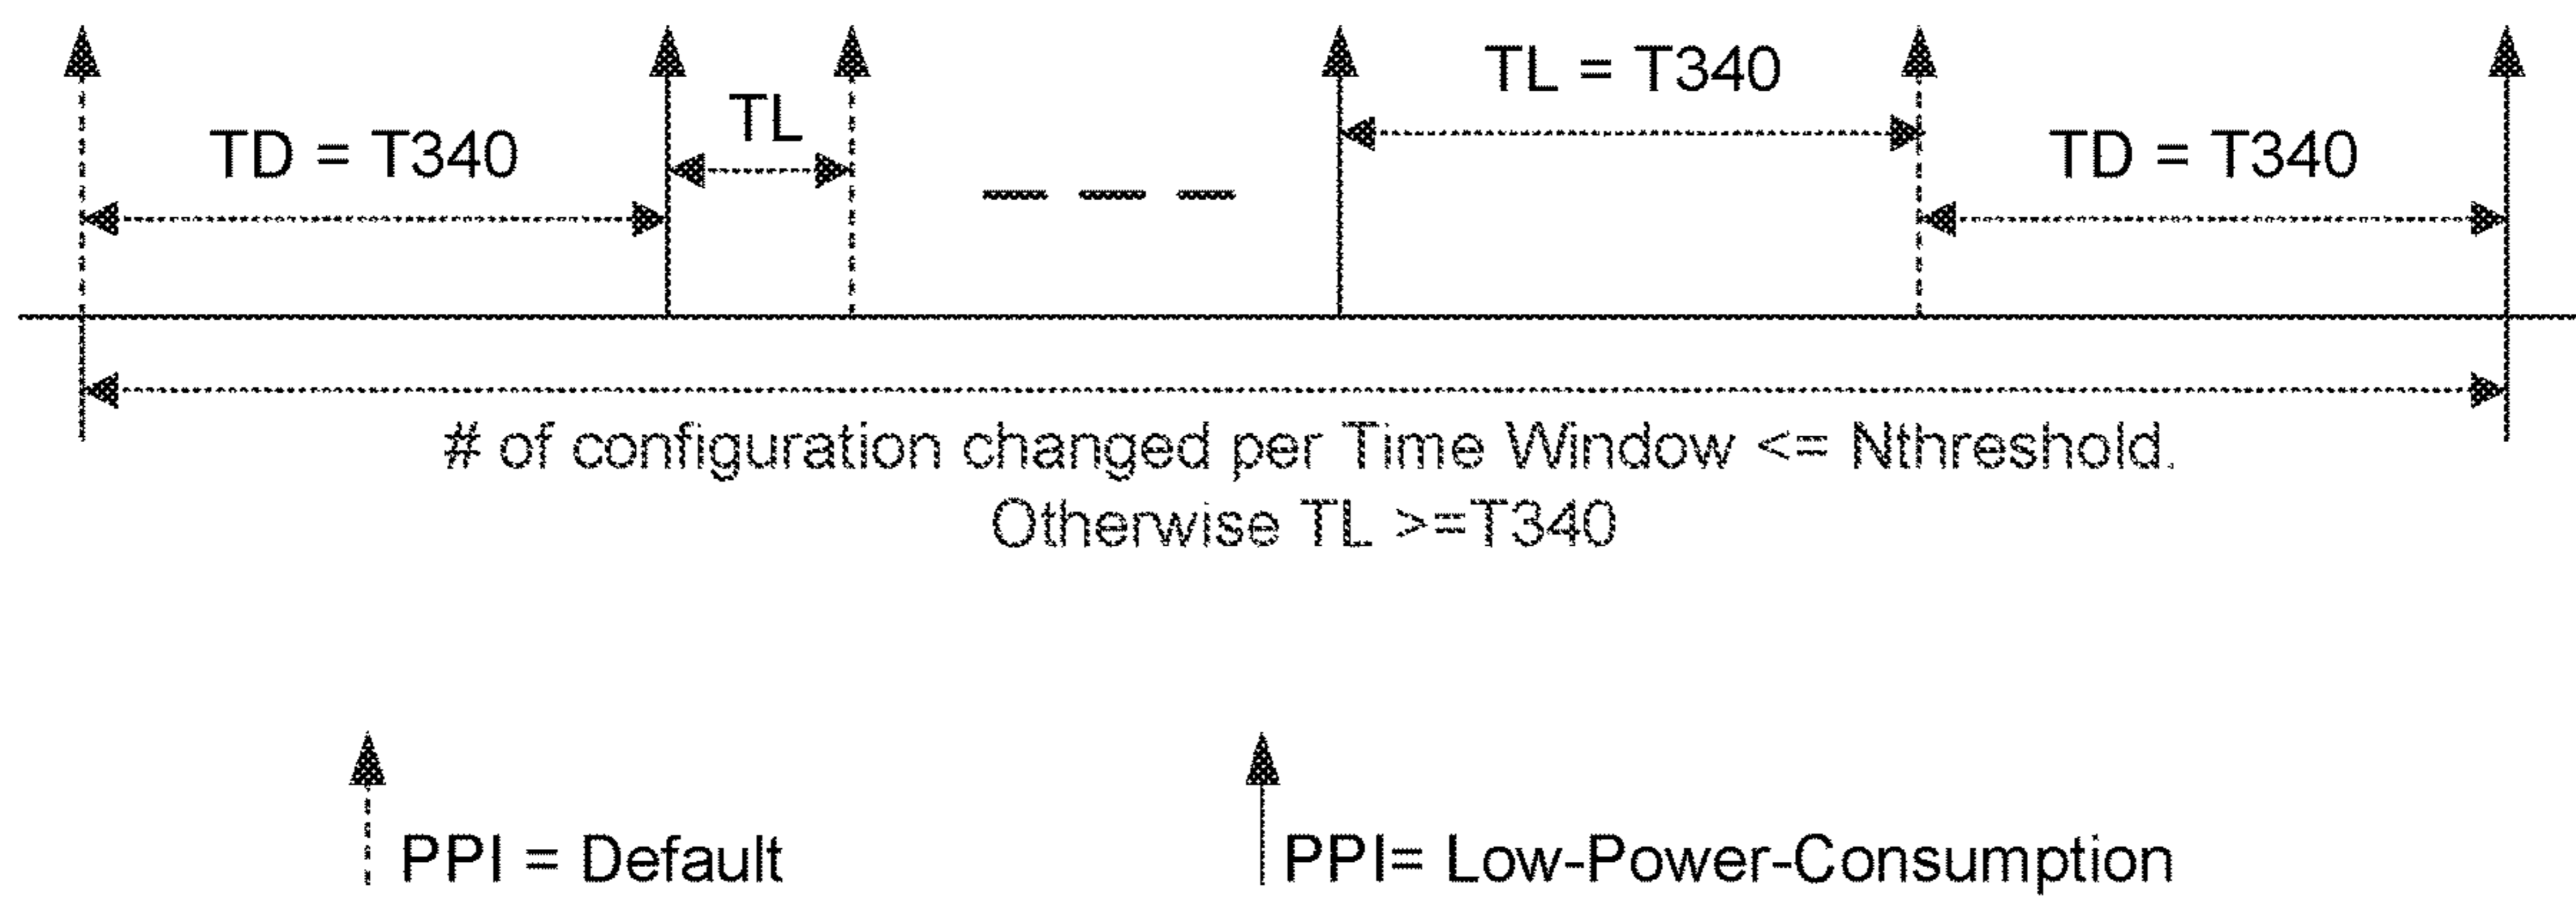 TL = T340
TL
TD = T340
TD = T340
# of configuration changed per Time Window <= Nthreshold.
Otherwise TL >=T340
PPI = Default
PPI= Low-Power-Consumption